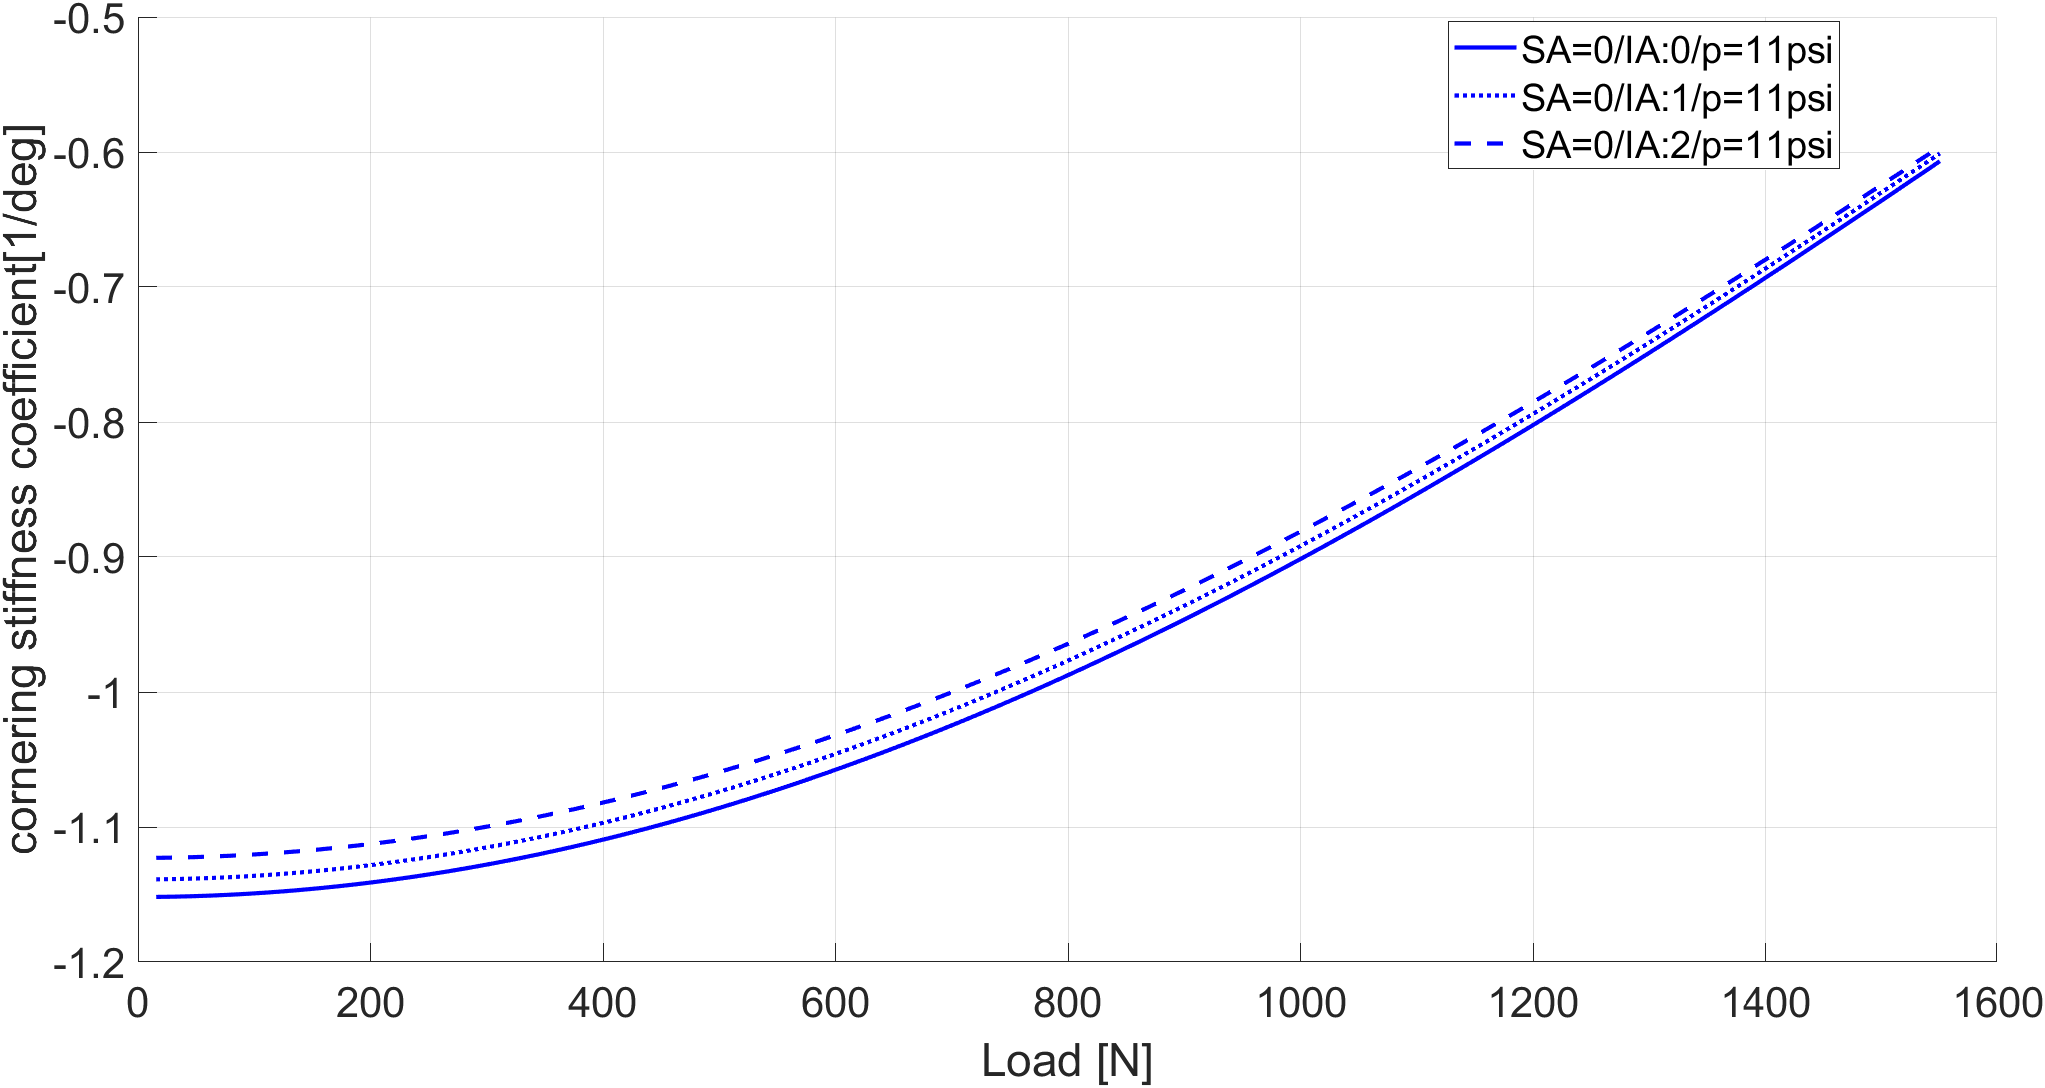 -0.5
-0.6
-0.7
-0.8
-0.9
-1
-1.1
-1.2
cornering stiffness coefficient[1/deg]
SA=0/IA:0/p=11psi
SA=0/IA:1/p=11psi
SA=0/IA:2/p=11psi
0 200 400 600 800 1000 1200 1400 1600
Load [N]